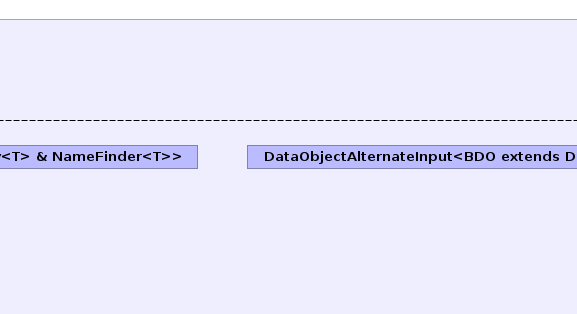 <T> & NameFinder<T>>
DataObjectAlternateInput<BDO extends D